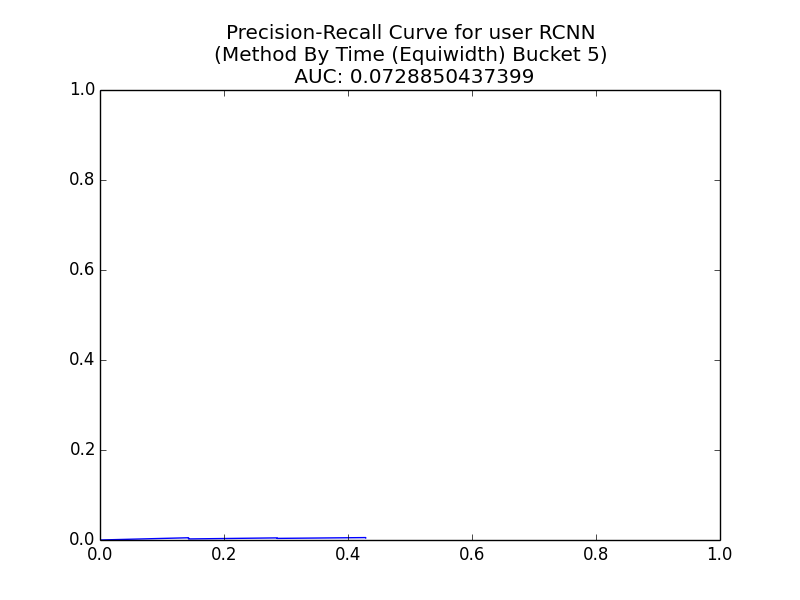 Precision-Recall Curve for user RCNN
(Method By Time (Equiwidth) Bucket 5)
AUC: 0.0728850437399
1.0
0.8
0.6
0.4
0.2
0.0
0.0 0.2 0.4 0.6 0.8 1.0